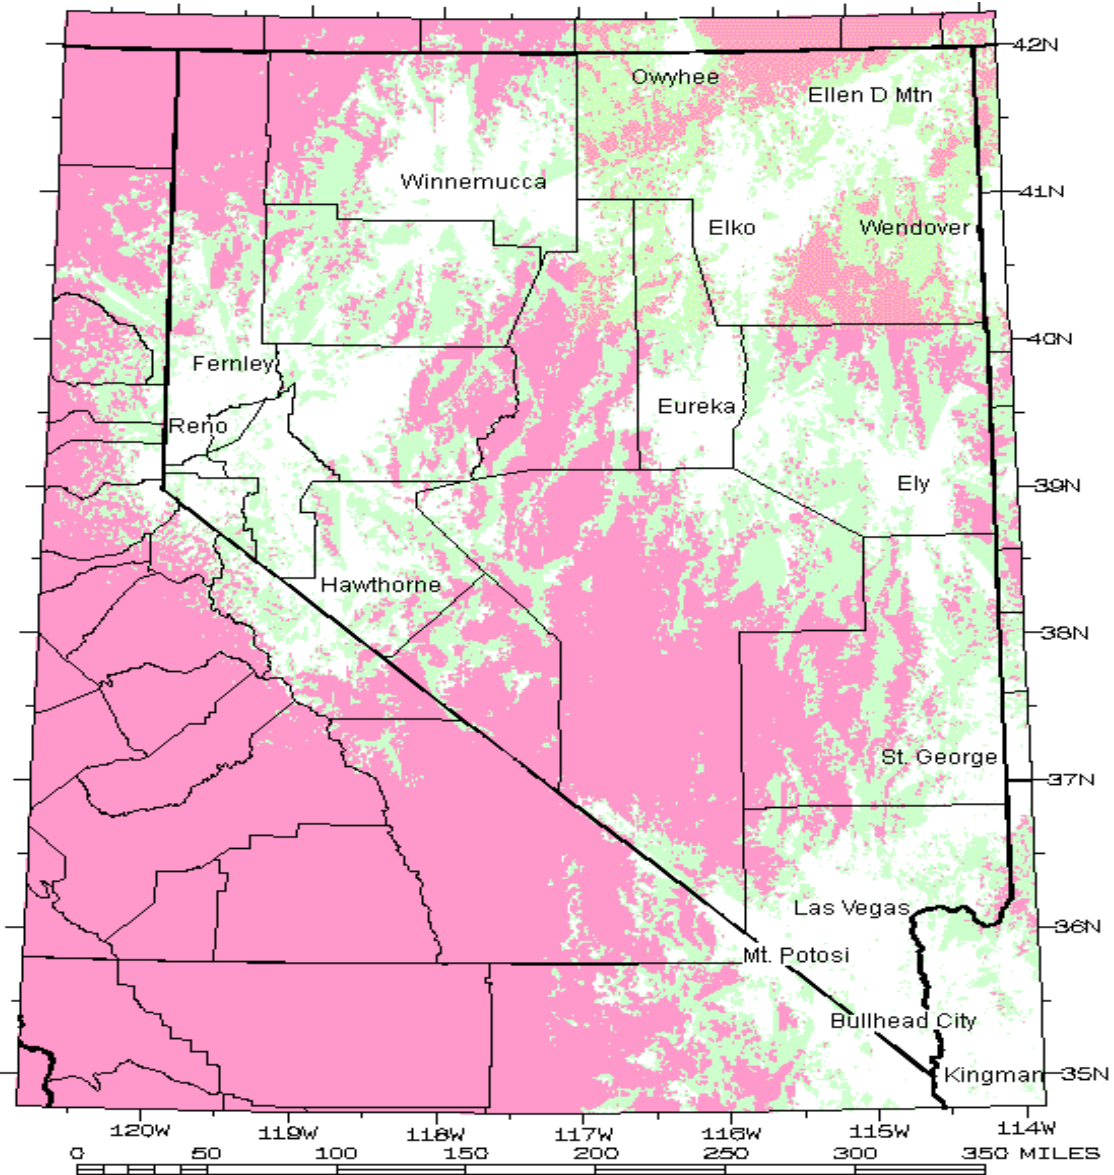 42N
Owyhee
Ellen D Mtn
Winnemucca
41N
Elko
Wendover
40N
Fernley
Eureka
Reno
Ely
39N
Hawthorne
38N
St. George
37N
Las Vegas
36N
Mt. Potosi
Bullhead City
Kingman
35N
120W
119W
118W
117W
116W
115W
114W
0
50
100
150
200
250
300
350 MILES